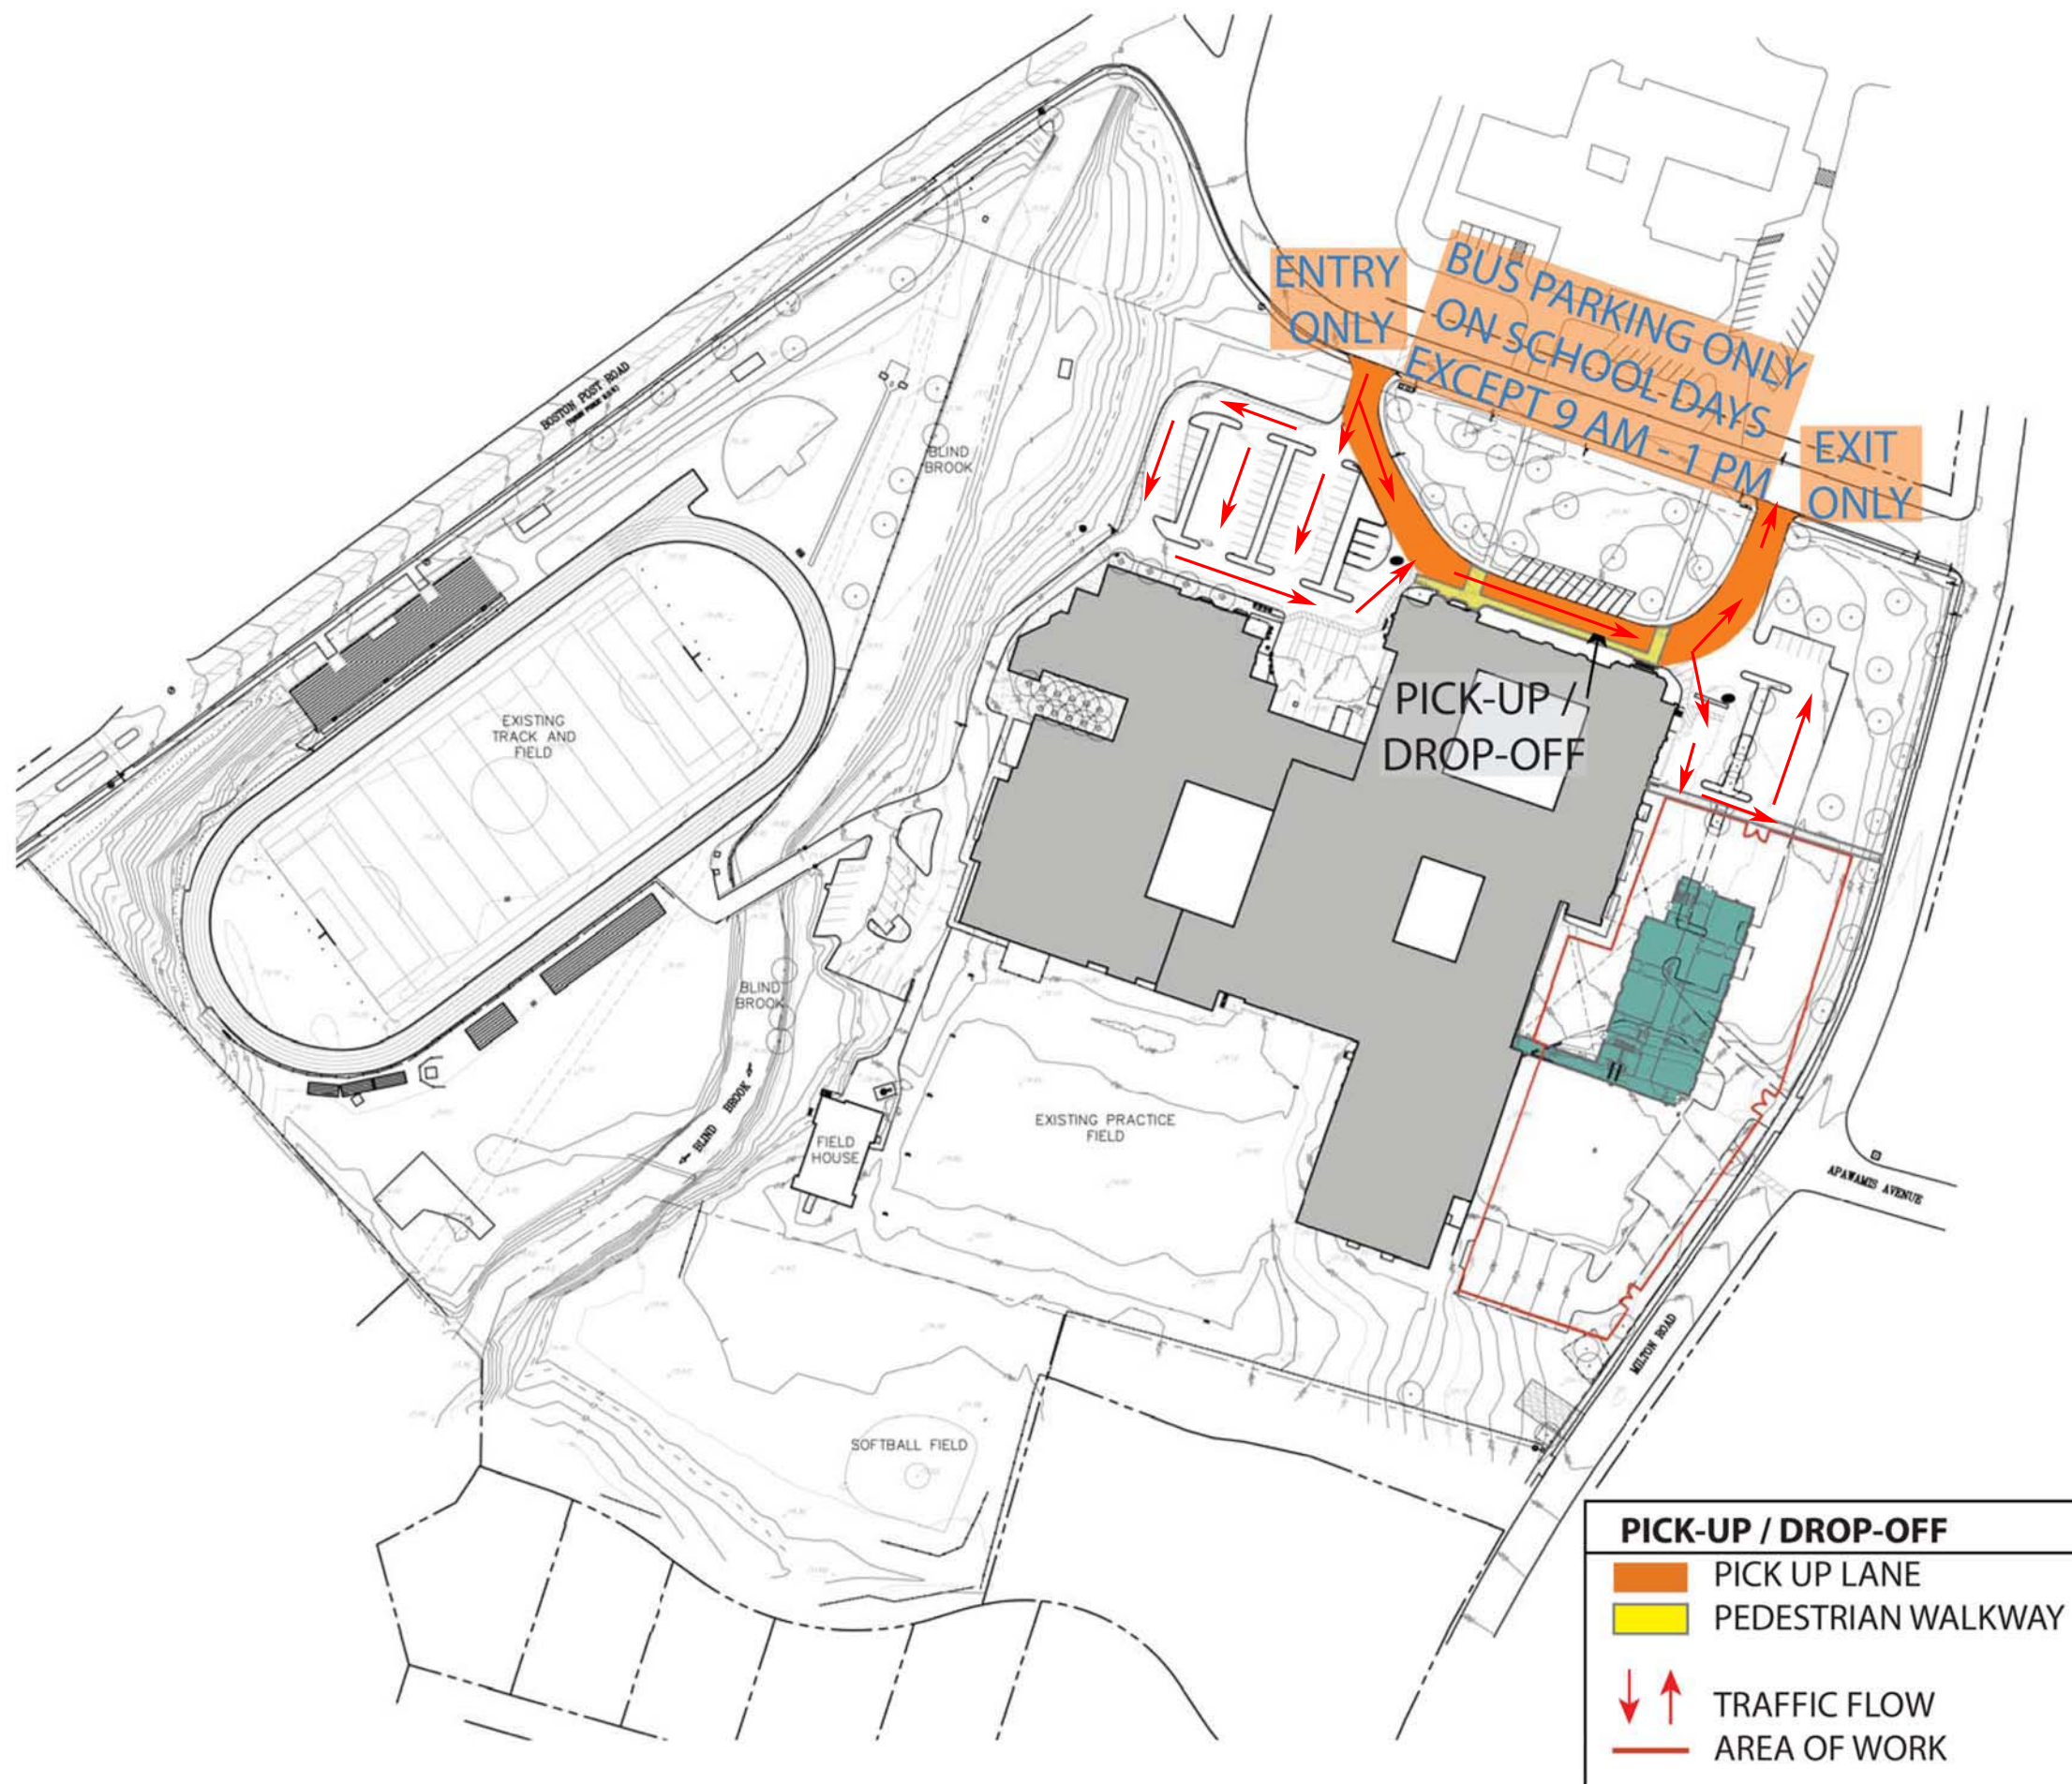 ENTRY
ONLY
BUS PARKING ONLY
ON SCHOOL DAYS
EXCEPT 9 AM - 1 PM
EXIT
ONLY
BOSTON POST ROAD
BLIND
BROOK
EXISTING
TRACK AND
FIELD
PICK-UP /
DROP-OFF
BLIND
BROOK
BLIND BROOK
FIELD
HOUSE
EXISTING PRACTICE
FIELD
APAWAMIS AVENUE
MILTON ROAD
SOFTBALL FIELD
PICK-UP / DROP-OFF
PICK UP LANE
PEDESTRIAN WALKWAY
TRAFFIC FLOW
AREA OF WORK